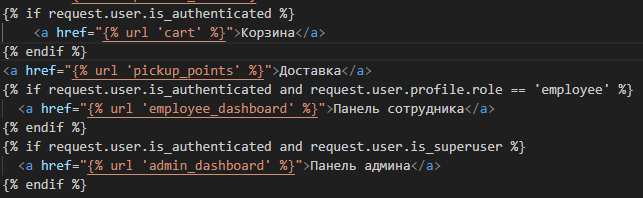 {% if request.user.is_authenticated %}
<a href="{% url 'cart' %}">Корзина</a>
{% endif %}
<a href="{% url 'pickup_points' %}">Доставка</a>
{% if request.user.is_authenticated and request.user.profile.role == 'employee' %}
<a href="{% url 'employee_dashboard' %}">Панель сотрудника</a>
{% endif %}
{% if request.user.is_authenticated and request.user.is_superuser %}
<a href="{% url 'admin_dashboard' %}">Панель админа</a>
{% endif %}